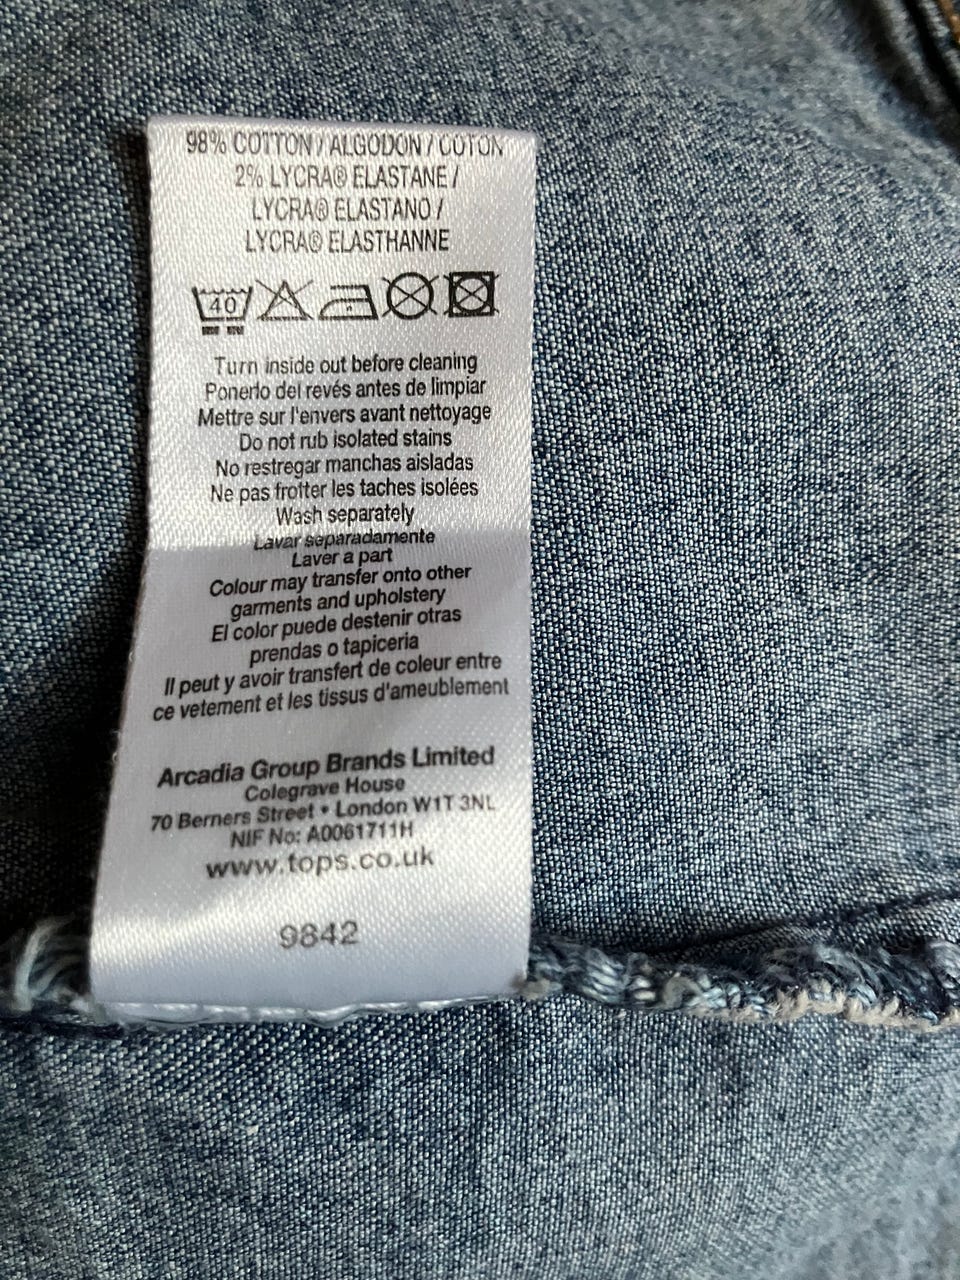 98% COTTON / ALGODON / COTON
2% LYCRA® ELASTANE /
LYCRA® ELASTANO /
LYCRA® ELASTHANNE
40
Turn inside out before cleaning
Ponerlo del revés antes de limpiar
Mettre sur l'envers avant nettoyage
Do not rub isolated stains
No restregar manchas aisladas
Ne pas frotter les taches isolées
Wash separately
Lavar separadamente
Laver a part
Colour may transfer onto other
garments and upholstery
El color puede destenir otras
prendas o tapiceria
Il peut y avoir transfert de coleur entre
ce vetement et les tissus d'ameublement
Arcadia Group Brands Limited
Colegrave House
70 Berners Street • London W1T 3NL
NIF No: A0061711H
www.tops.co.uk
9842